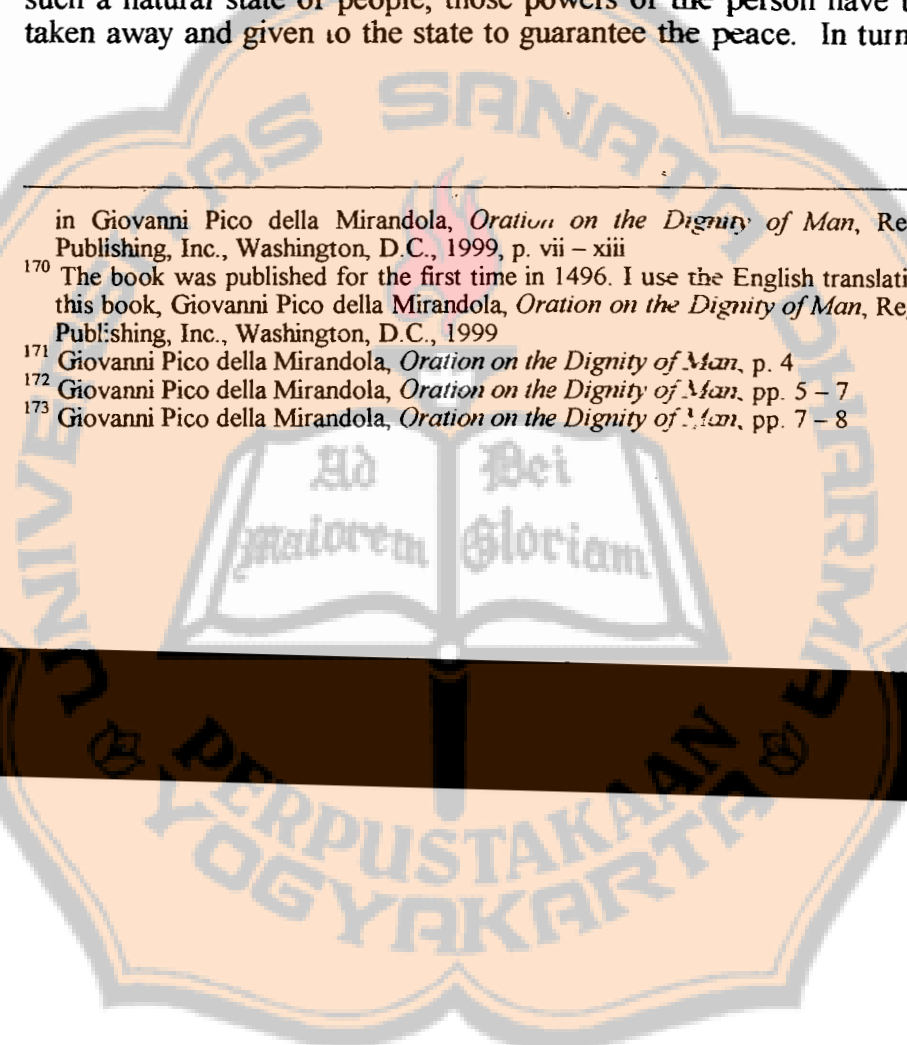 such a natural state of people, those powers of the person have
taken away and given to the state to guarantee the peace. In turn
in Giovanni Pico della Mirandola, Oration on the Dignity of Man,
Publishing, Inc., Washington, D.C., 1999, p. vii – xiii
170 The book was published for the first time in 1496. I use the English
this book, Giovanni Pico della Mirandola, Oration on the Dignity of Man,
Publishing, Inc., Washington, D.C., 1999
171 Giovanni Pico della Mirandola, Oration on the Dignity of Man, p. 4
172 Giovanni Pico della Mirandola, Oration on the Dignity of Man, pp. 5 – 7
173 Giovanni Pico della Mirandola, Oration on the Dignity of Man, pp. 7 – 8
UNIVERSITAS SANATA DHARMA
Ad Dei
maiorem Gloriam
PERPUSTAKAAN
YOGYAKARTA